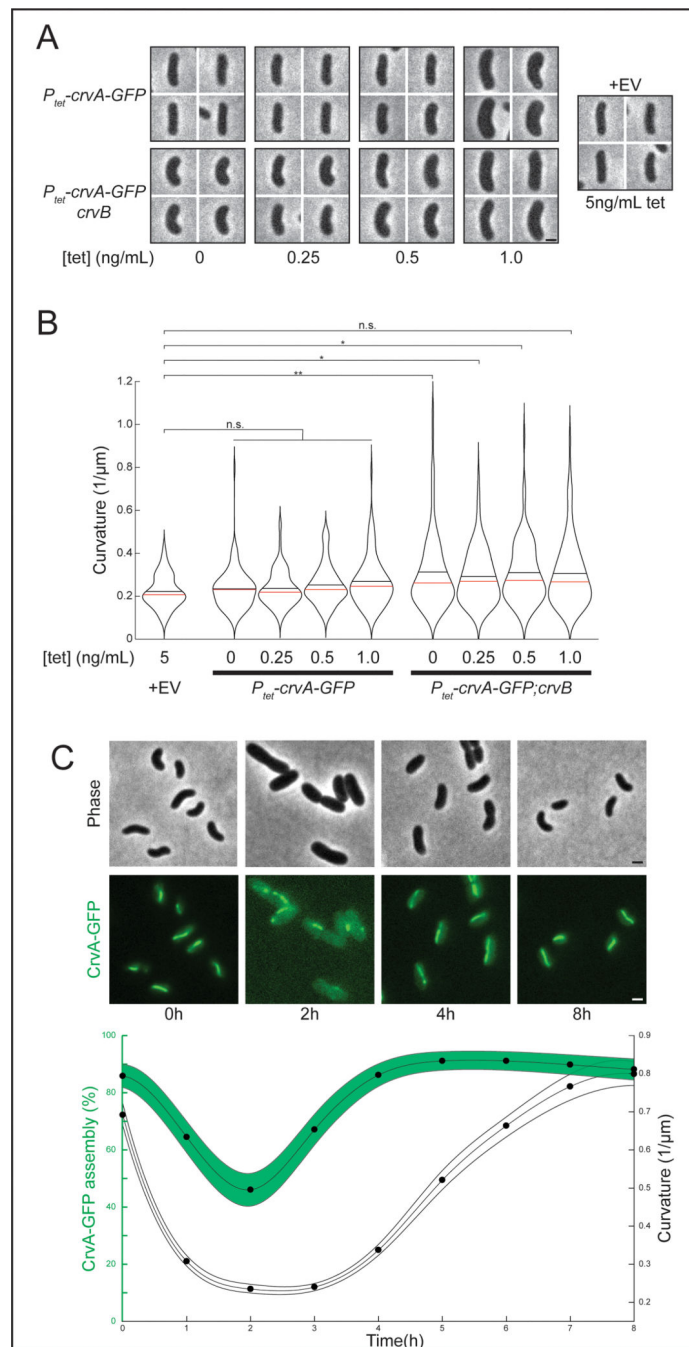 A
P_tet-crvA-GFP
P_tet-crvA-GFP
crvB
[tet] (ng/mL) 0 0.25 0.5 1.0
+EV
5ng/mL tet
B
n.s.
*
*
**
n.s.
Curvature (1/μm)
1.2
1.0
0.8
0.6
0.4
0.2
0
[tet] (ng/mL) 5 0 0.25 0.5 1.0 0 0.25 0.5 1.0
+EV P_tet-crvA-GFP P_tet-crvA-GFP;crvB
C
Phase
CrvA-GFP
0h 2h 4h 8h
CrvA-GFP assembly (%)
100
80
60
40
20
0
Curvature (1/μm)
0.9
0.8
0.7
0.6
0.5
0.4
0.3
0.2
0 1 2 3 4 5 6 7 8
Time(h)